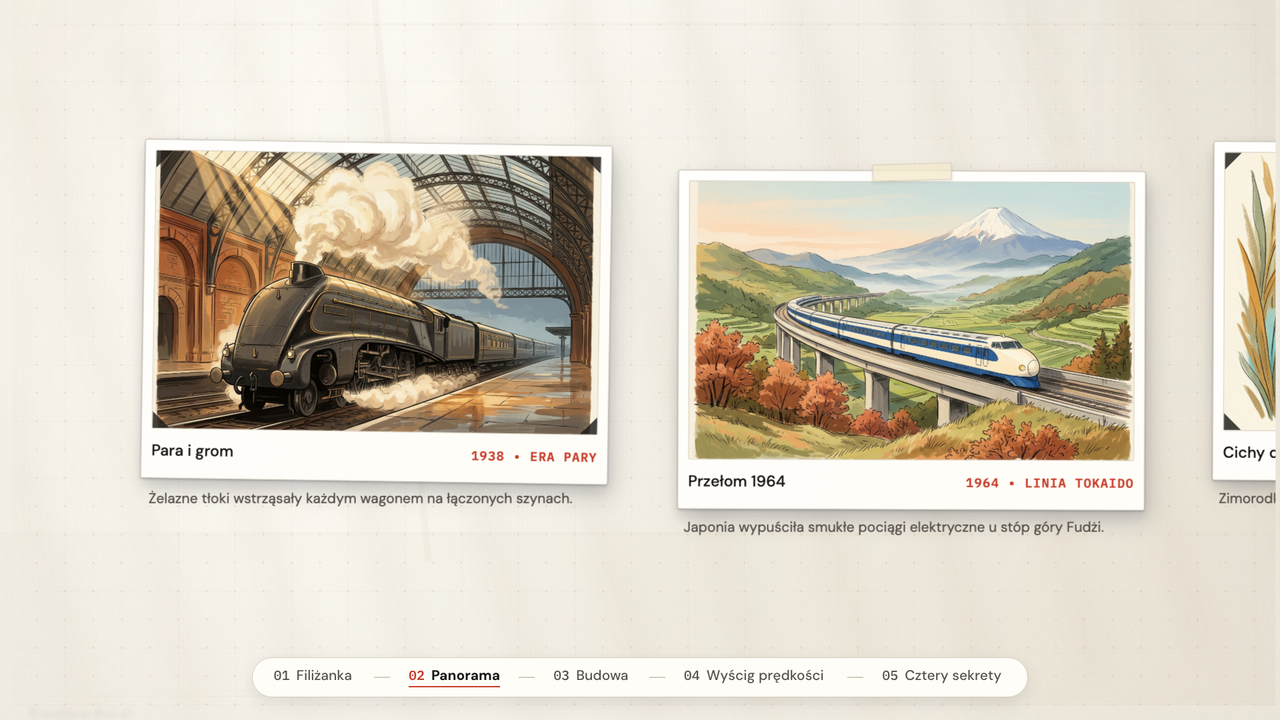 Para i grom
1938 • ERA PARY
Żelazne tłoki wstrząsały każdym wagonem na łączonych szynach.
Przełom 1964
1964 • LINIA TOKAIDO
Japonia wypuściła smukłe pociągi elektryczne u stóp góry Fudżi.
Cichy
01 Filiżanka — 02 Panorama — 03 Budowa — 04 Wyścig prędkości — 05 Cztery sekrety